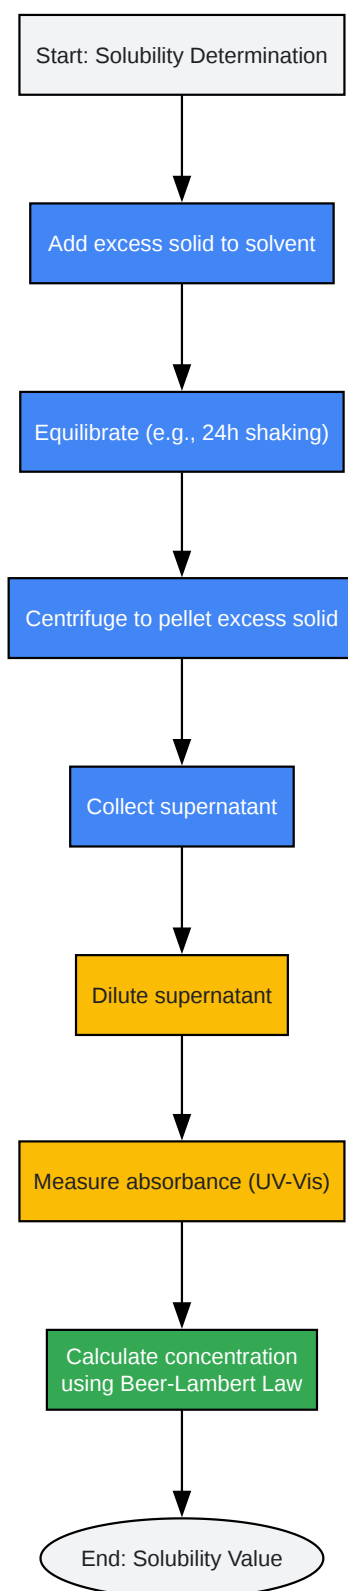 Start: Solubility Determination
Add excess solid to solvent
Equilibrate (e.g., 24h shaking)
Centrifuge to pellet excess solid
Collect supernatant
Dilute supernatant
Measure absorbance (UV-Vis)
Calculate concentration
using Beer-Lambert Law
End: Solubility Value